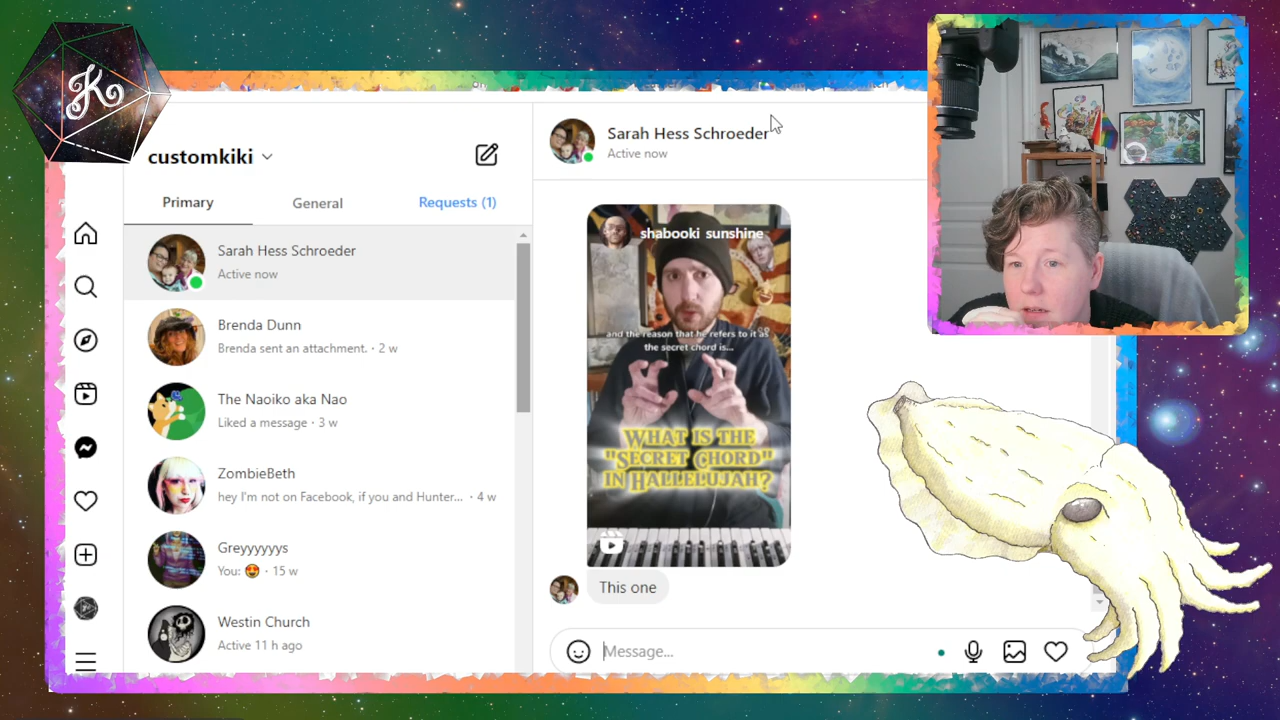 K
customkiki
Primary
General
Requests (1)
Sarah Hess Schroeder
Active now
Brenda Dunn
Brenda sent an attachment. · 2 w
The Naoiko aka Nao
Liked a message · 3 w
ZombieBeth
hey I'm not on Facebook, if you and Hunter... · 4 w
Greyyyyyys
You: 😍 · 15 w
Westin Church
Active 11 h ago
Sarah Hess Schroeder
Active now
shabooki sunshine
and the reason that he refers to it as
the secret chord is...
WHAT IS THE
"SECRET CHORD"
IN HALLELUJAH?
This one
Message...